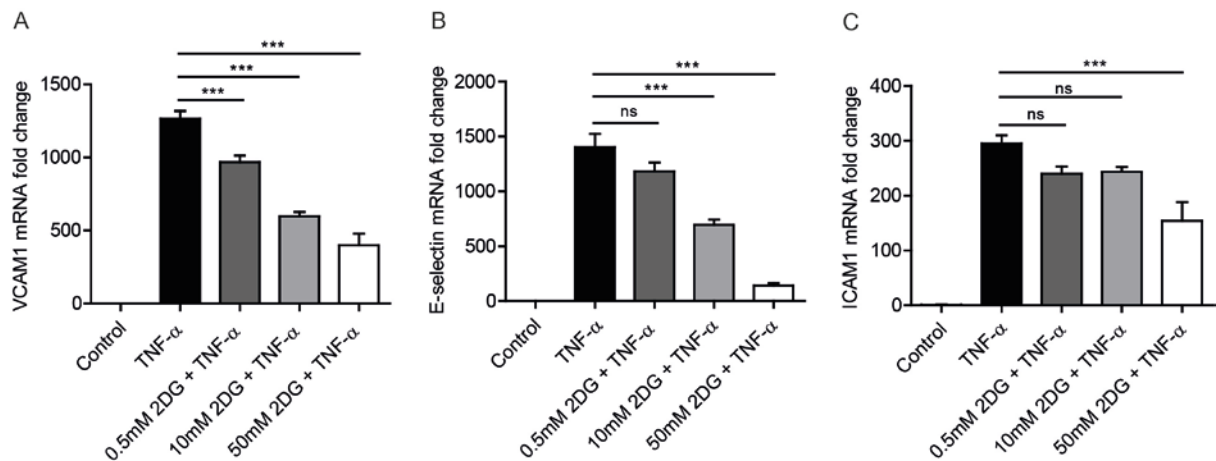 A
VCAM1 mRNA fold change
1500
1000
500
0
***
***
***
Control
TNF-α
0.5mM 2DG + TNF-α
10mM 2DG + TNF-α
50mM 2DG + TNF-α
B
E-selectin mRNA fold change
2000
1500
1000
500
0
***
***
ns
Control
TNF-α
0.5mM 2DG + TNF-α
10mM 2DG + TNF-α
50mM 2DG + TNF-α
C
ICAM1 mRNA fold change
400
300
200
100
0
***
ns
ns
Control
TNF-α
0.5mM 2DG + TNF-α
10mM 2DG + TNF-α
50mM 2DG + TNF-α